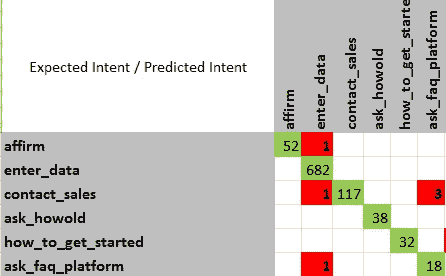 Expected Intent / Predicted Intent
affirm
enter_data
contact_sales
ask_howold
how_to_get_started
ask_faq_platform
affirm 52 1
enter_data 682
contact_sales 1 117 3
ask_howold 38
how_to_get_started 32
ask_faq_platform 1 18